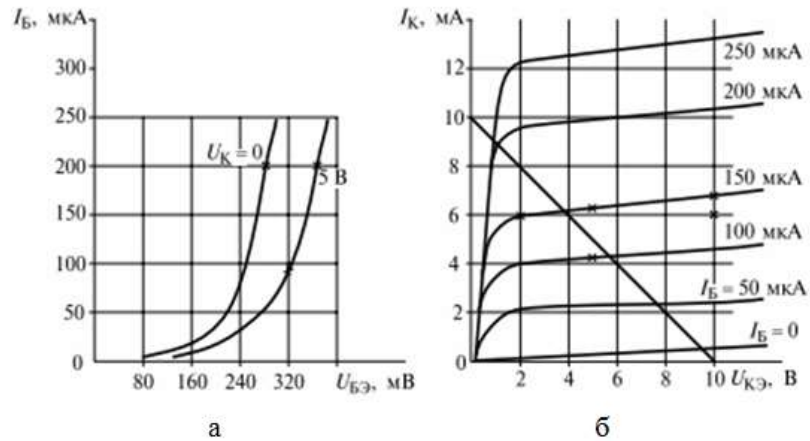 I_Б, мкА
300
250
200
150
100
50
0
U_К = 0
5 В
80 160 240 320 U_БЭ, мВ
а
I_К, мА
12
10
8
6
4
2
0
250 мкА
200 мкА
150 мкА
100 мкА
I_Б = 50 мкА
I_Б = 0
2 4 6 8 10 U_КЭ, В
б